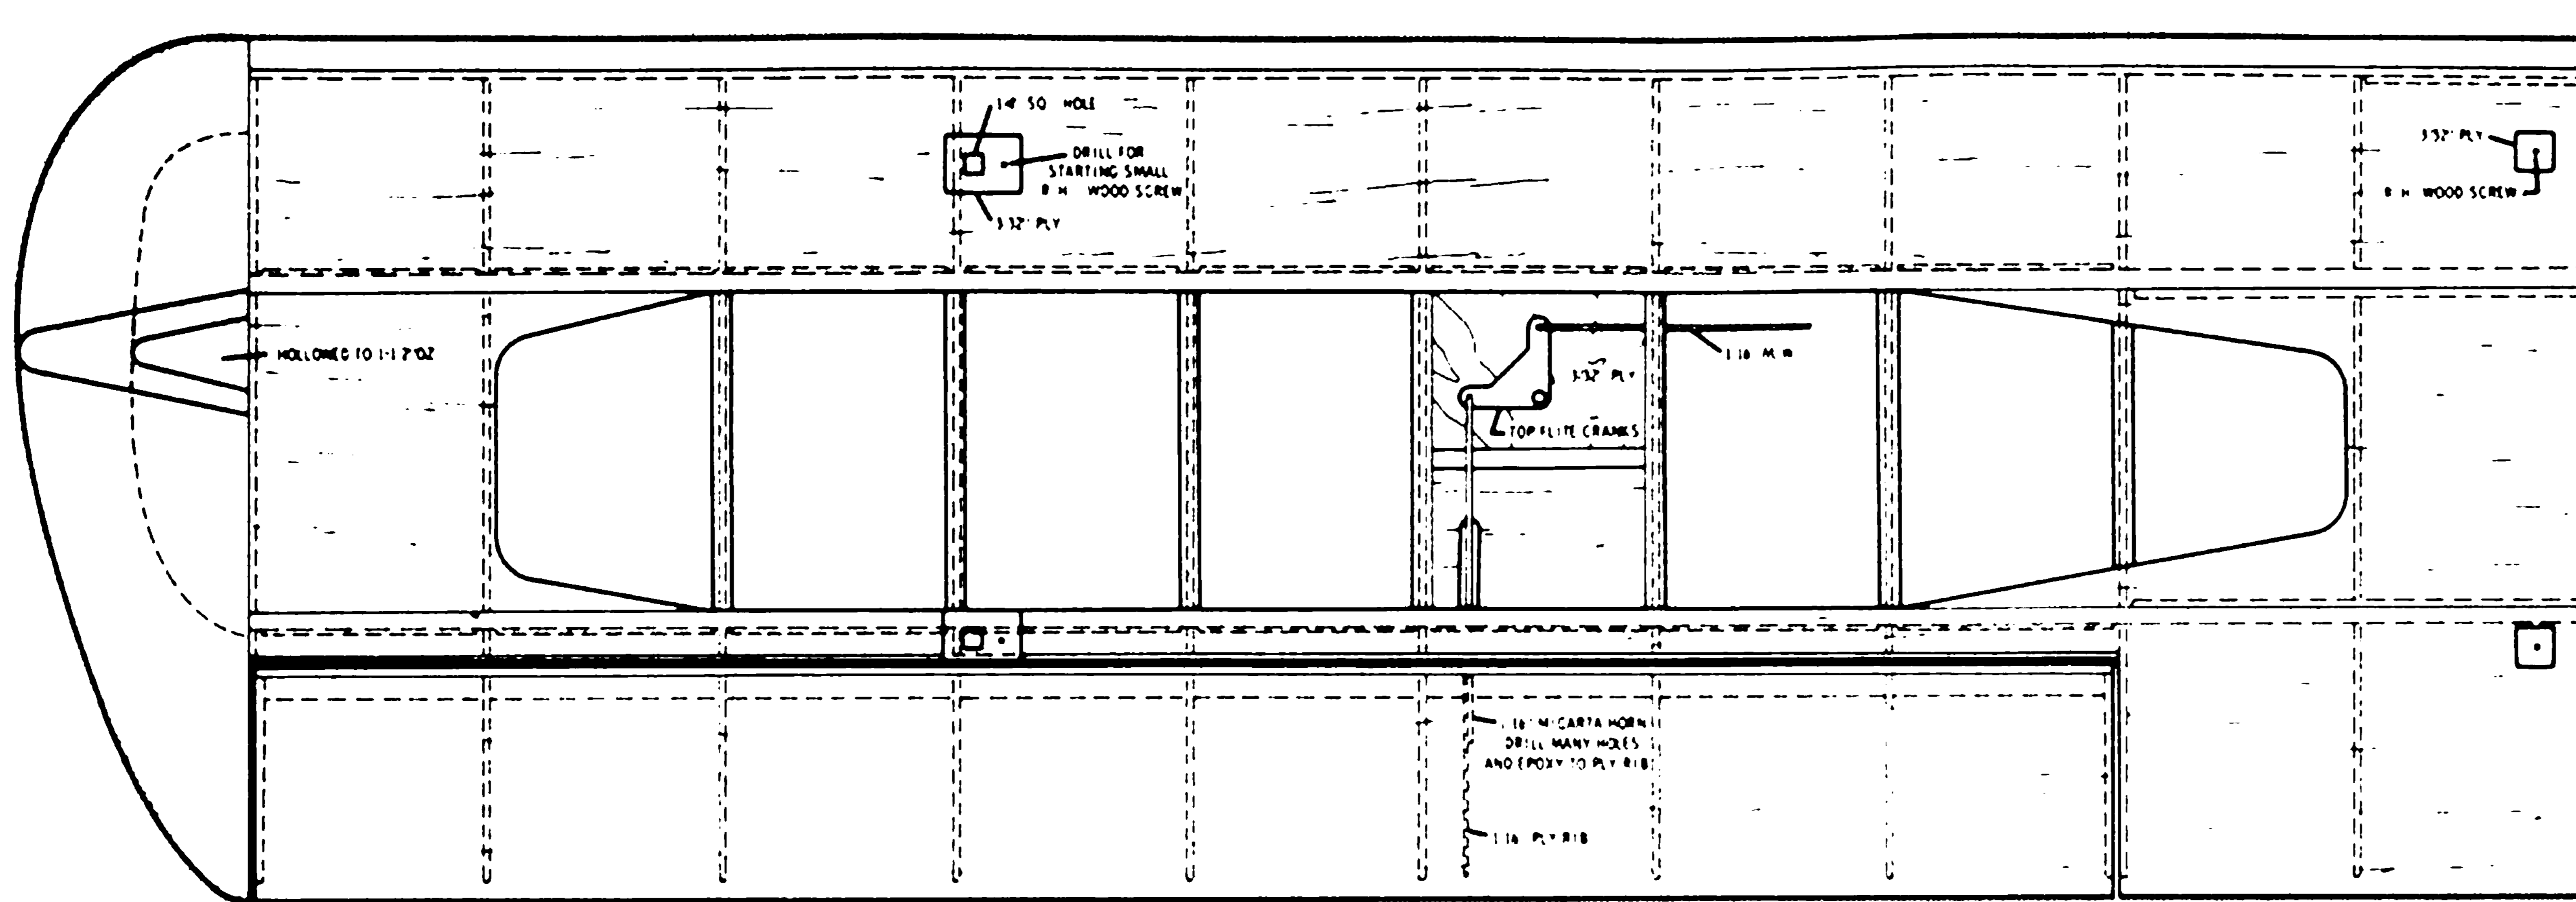 1/4" SQ HOLE
DRILL FOR
STARTING SMALL
R H WOOD SCREW
3/32" PLY
3/32" PLY
R H WOOD SCREW
HOLLOWED TO 1-1/2 OZ
1/16 M W
3/32" PLY
TOP FLITE CRANKS
1/16" MICARTA HORN
DRILL MANY HOLES
AND EPOXY TO PLY RIB
1/16 PLY RIB